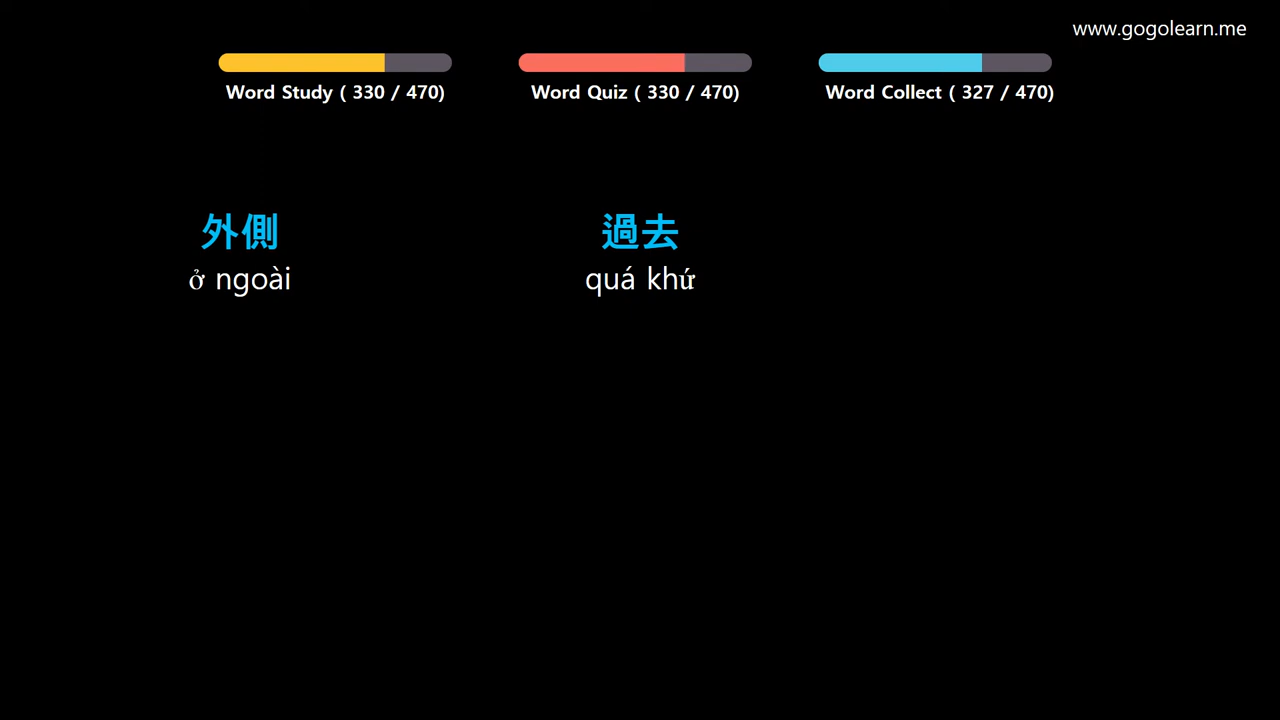 www.gogolearn.me
Word Study ( 330 / 470)
Word Quiz ( 330 / 470)
Word Collect ( 327 / 470)
外側
ở ngoài
過去
quá khứ